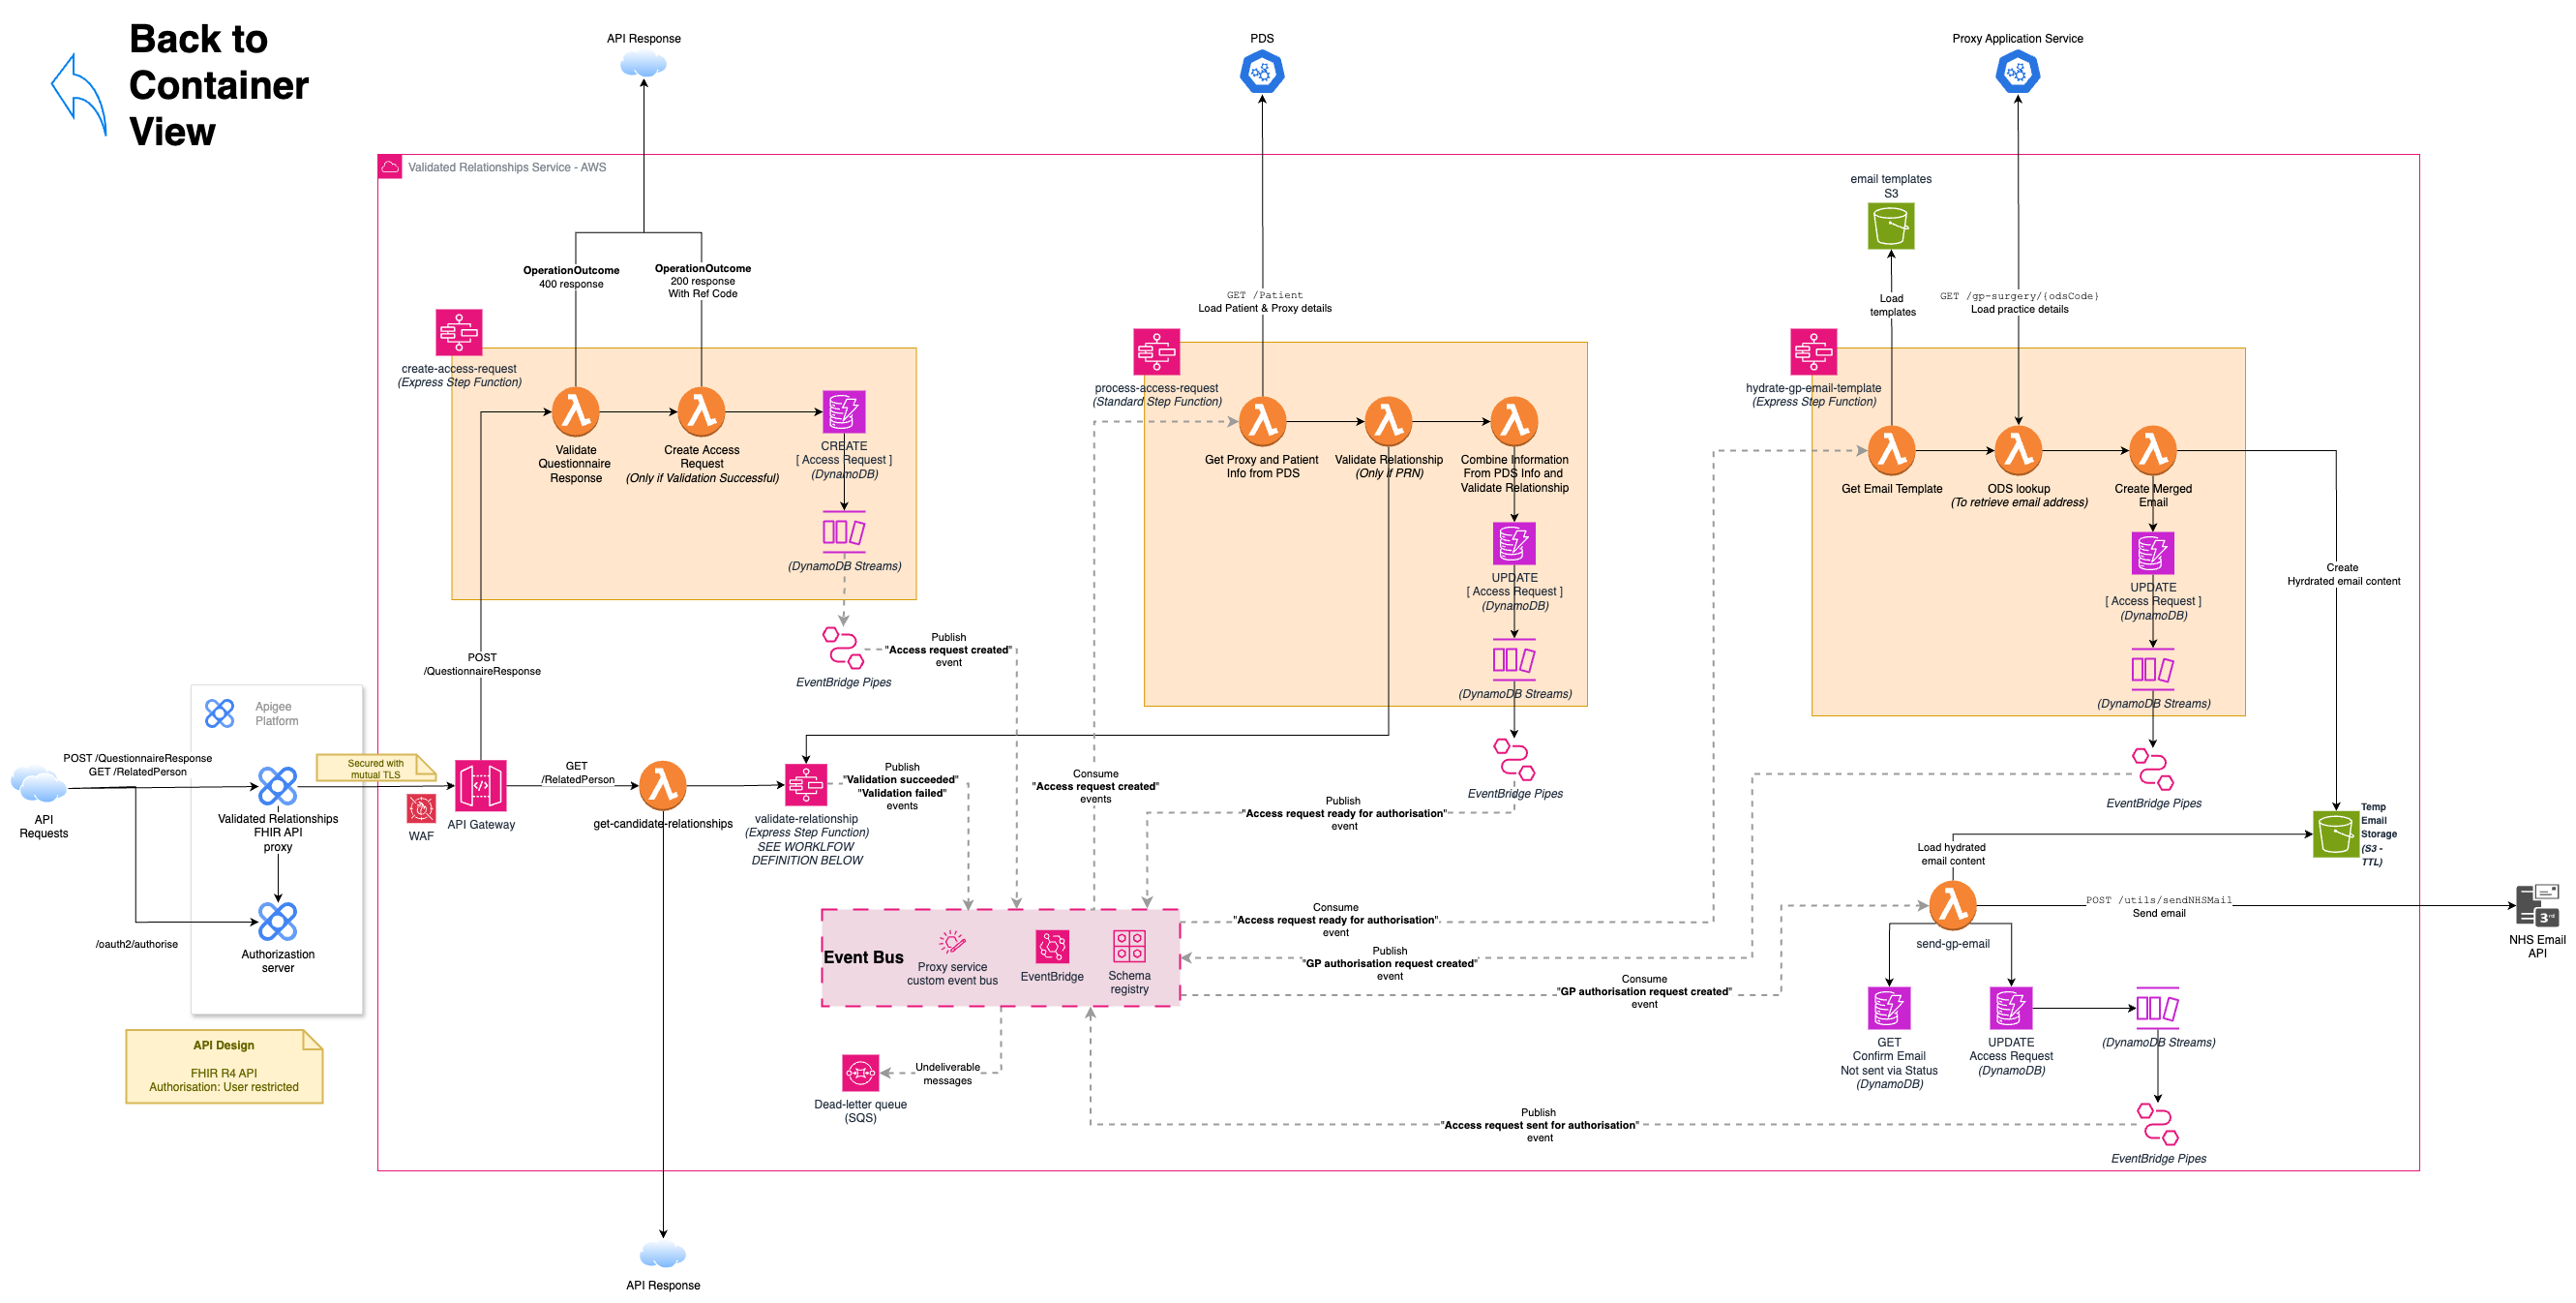 Back to
Container
View
API Response
PDS
Proxy Application Service
Validated Relationships Service - AWS
email templates
S3
OperationOutcome
400 response
OperationOutcome
200 response
With Ref Code
GET /Patient
Load Patient & Proxy details
Load
templates
GET /gp-surgery/{odsCode}
Load practice details
create-access-request
(Express Step Function)
process-access-request
(Standard Step Function)
hydrate-gp-email-template
(Express Step Function)
Validate
Questionnaire
Response
Create Access
Request
(Only if Validation Successful)
CREATE
[ Access Request ]
(DynamoDB)
(DynamoDB Streams)
Get Proxy and Patient
Info from PDS
Validate Relationship
(Only if PRN)
Combine Information
From PDS Info and
Validate Relationship
UPDATE
[ Access Request ]
(DynamoDB)
(DynamoDB Streams)
Get Email Template
ODS lookup
(To retrieve email address)
Create Merged
Email
UPDATE
[ Access Request ]
(DynamoDB)
(DynamoDB Streams)
Create
Hyrdrated email content
EventBridge Pipes
Publish
"Access request created"
event
POST
/QuestionnaireResponse
Apigee
Platform
POST /QuestionnaireResponse
GET /RelatedPerson
Secured with
mutual TLS
API
Requests
Validated Relationships
FHIR API
proxy
WAF
API Gateway
GET
/RelatedPerson
get-candidate-relationships
validate-relationship
(Express Step Function)
SEE WORKLFOW
DEFINITION BELOW
Publish
"Validation succeeded"
"Validation failed"
events
Consume
"Access request created"
events
EventBridge Pipes
Publish
"Access request ready for authorisation"
event
EventBridge Pipes
Temp
Email
Storage
(S3 -
TTL)
Load hydrated
email content
/oauth2/authorise
Authorizastion
server
Event Bus
Proxy service
custom event bus
EventBridge
Schema
registry
Consume
"Access request ready for authorisation"
event
Publish
"GP authorisation request created"
event
Consume
"GP authorisation request created"
event
send-gp-email
POST /utils/sendNHSMail
Send email
3rd
NHS Email
API
GET
Confirm Email
Not sent via Status
(DynamoDB)
UPDATE
Access Request
(DynamoDB)
(DynamoDB Streams)
API Design
FHIR R4 API
Authorisation: User restricted
Undeliverable
messages
Dead-letter queue
(SQS)
Publish
"Access request sent for authorisation"
event
EventBridge Pipes
API Response